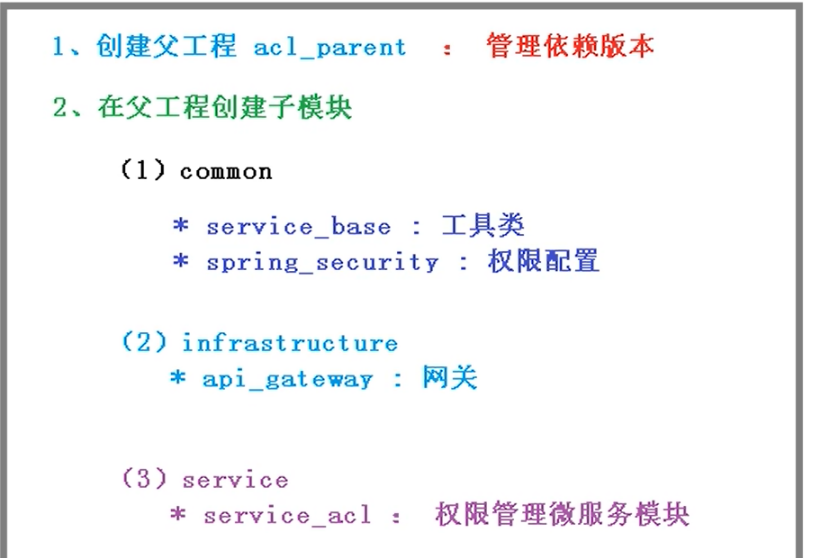 1、创建父工程 acl_parent ： 管理依赖版本
2、在父工程创建子模块
（1）common
* service_base : 工具类
* spring_security : 权限配置
（2）infrastructure
* api_gateway : 网关
（3）service
* service_acl ： 权限管理微服务模块